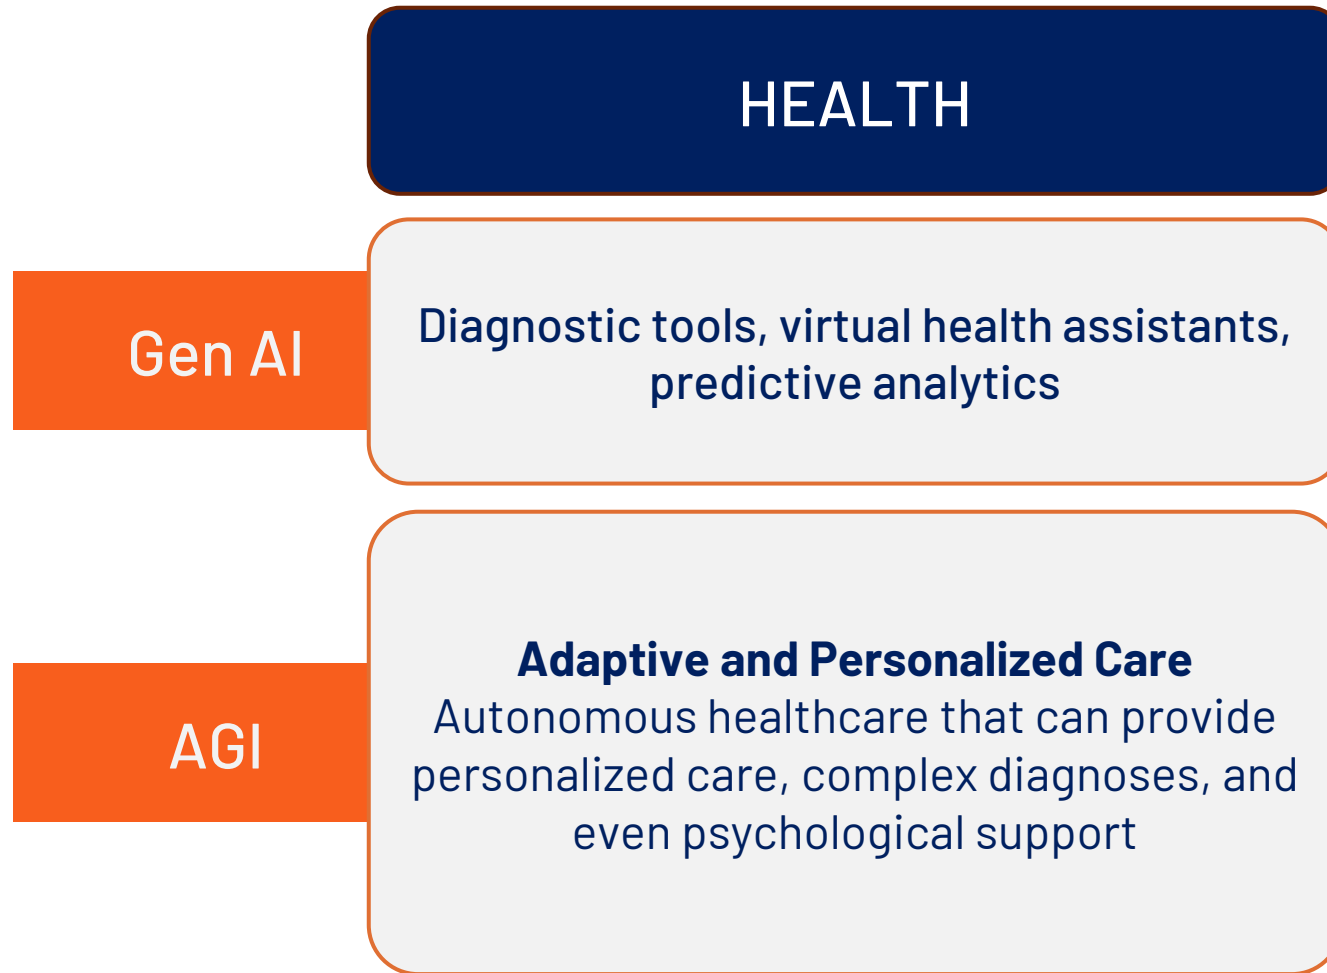 HEALTH
Gen AI
Diagnostic tools, virtual health assistants,
predictive analytics
AGI
Adaptive and Personalized Care
Autonomous healthcare that can provide
personalized care, complex diagnoses, and
even psychological support